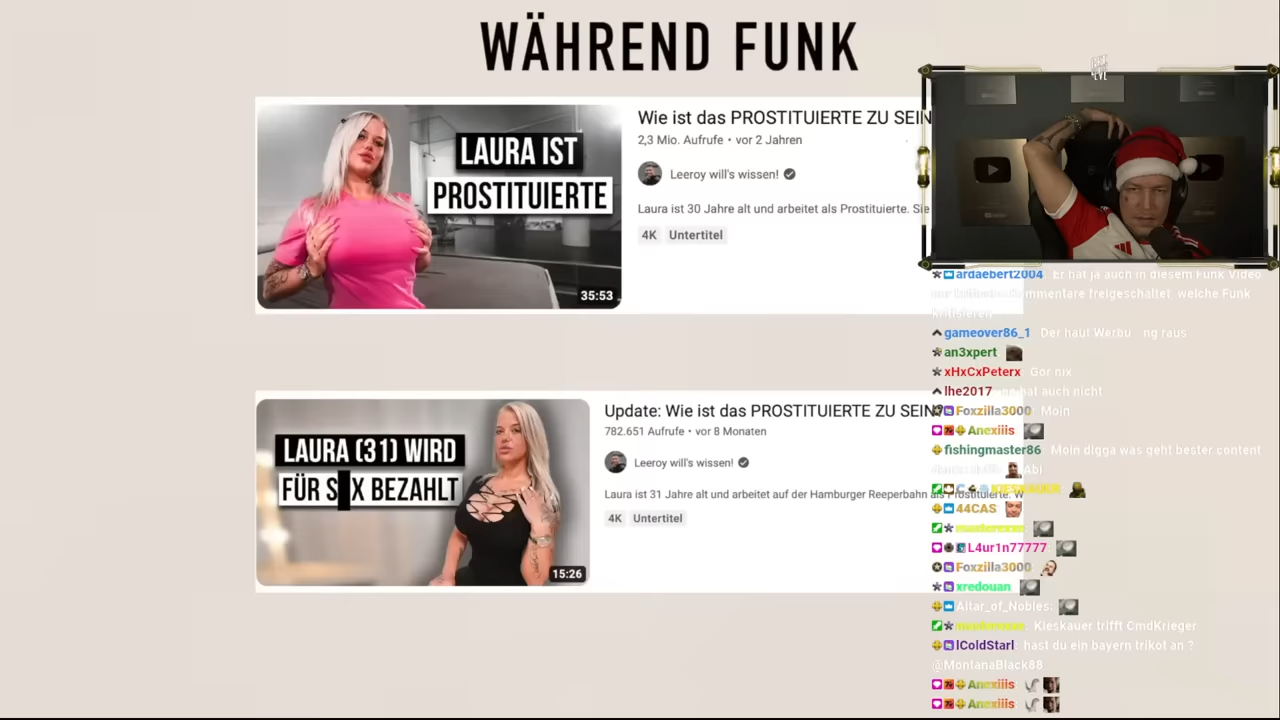 WÄHREND FUNK
LAURA IST
PROSTITUIERTE
35:53
Wie ist das PROSTITUIERTE ZU SEIN
2,3 Mio. Aufrufe • vor 2 Jahren
Leeroy will's wissen!
Laura ist 30 Jahre alt und arbeitet als Prostituierte. Sie
4K Untertitel
LAURA (31) WIRD
FÜR S X BEZAHLT
15:26
Update: Wie ist das PROSTITUIERTE ZU SEIN?
782.651 Aufrufe • vor 8 Monaten
Leeroy will's wissen!
Laura ist 31 Jahre alt und arbeitet auf der Hamburger Reeperbahn als Prostituierte. W
4K Untertitel
ardaebert2004 Er hat ja auch in diesem Funk Video
kommentare freigeschaltet, welche Funk
kritisieren
gameover86_1 Der haut Werbu ng raus
an3xpert
xHxCxPeterx Gor nix
lhe2017 hat auch nicht
Foxzilla3000 Moin
Anexiiis
fishingmaster86 Moin digga was geht bester content
Abi
KIESKAUER
44CAS
L4ur1n77777
Foxzilla3000
xredouan
Altar_of_Nobles:
Kieskauer trifft CmdKrieger
lColdStarl hast du ein bayern trikot an ?
@MontanaBlack88
Anexiiis
Anexiiis